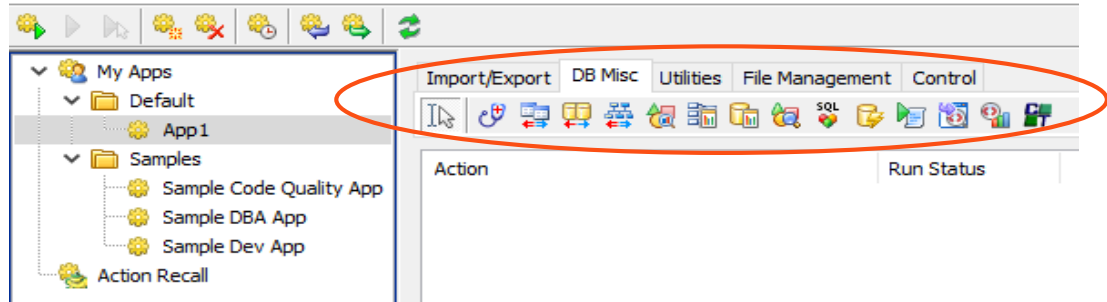 My Apps
Default
App1
Samples
Sample Code Quality App
Sample DBA App
Sample Dev App
Action Recall
Import/Export DB Misc Utilities File Management Control
SQL
Action Run Status